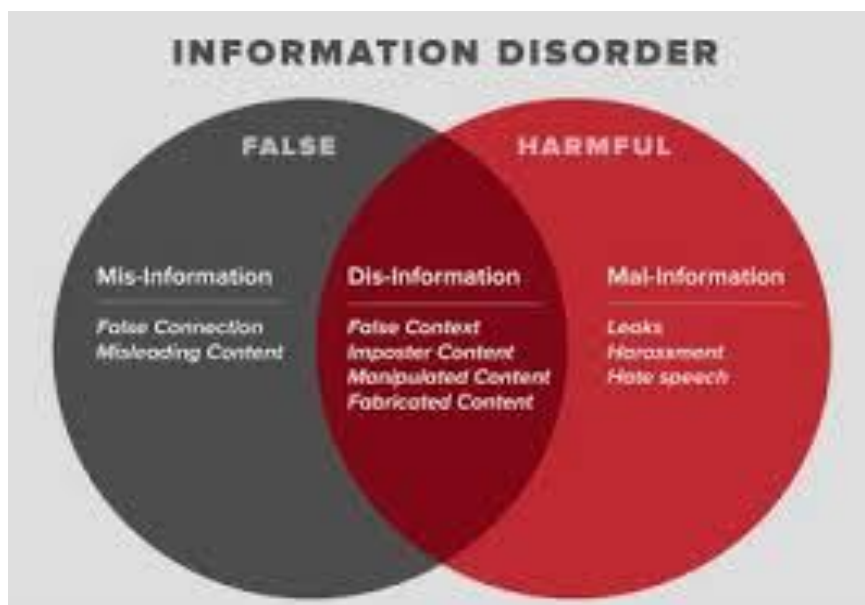 INFORMATION DISORDER
FALSE
HARMFUL
Mis-Information
False Connection
Misleading Content
Dis-Information
False Context
Imposter Content
Manipulated Content
Fabricated Content
Mal-Information
Leaks
Harassment
Hate speech